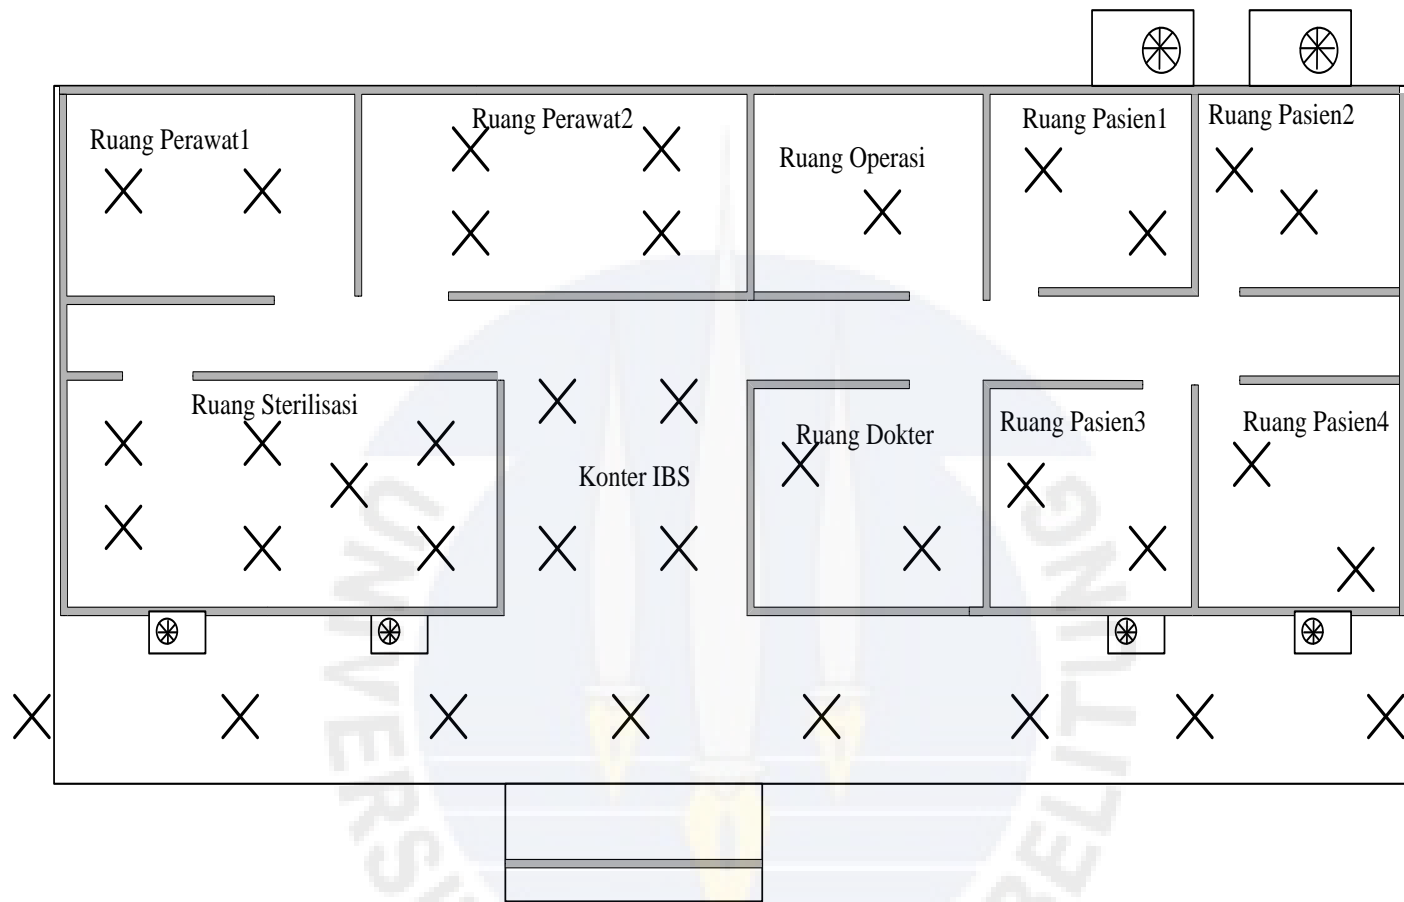 Ruang Perawat1
Ruang Perawat2
Ruang Operasi
Ruang Pasien1
Ruang Pasien2
Ruang Sterilisasi
Konter IBS
Ruang Dokter
Ruang Pasien3
Ruang Pasien4